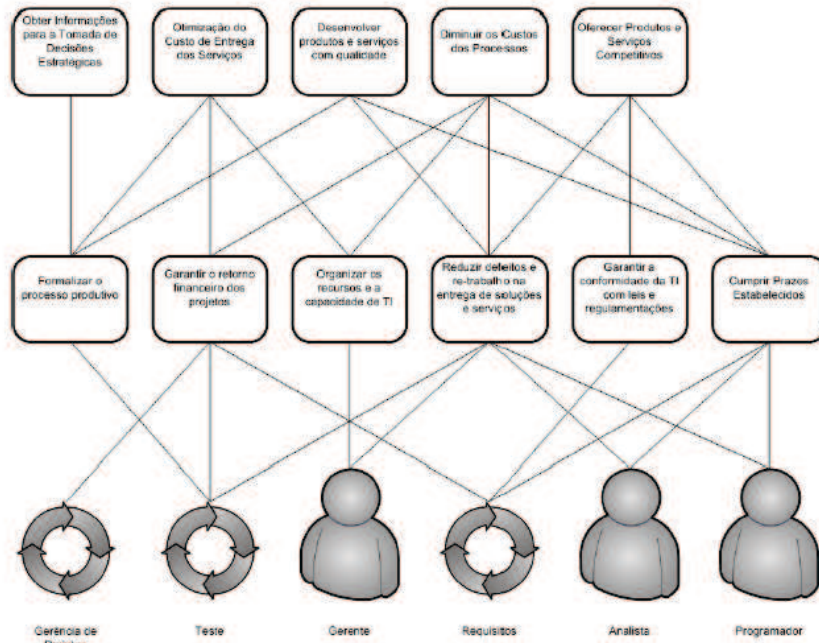 Obter Informações
para a Tomada de
Decisões
Estratégicas
Otimização do
Custo de Entrega
dos Serviços
Desenvolver
produtos e serviços
com qualidade
Diminuir os Custos
dos Processos
Oferecer Produtos e
Serviços
Competitivos
Formalizar o
processo produtivo
Garantir o retorno
financeiro dos
projetos
Organizar os
recursos e a
capacidade de TI
Reduzir defeitos e
re-trabalho na
entrega de soluções
e serviços
Garantir a
conformidade da TI
com leis e
regulamentações
Cumprir Prazos
Estabelecidos
Gerência de
Teste
Gerente
Requisitos
Analista
Programador